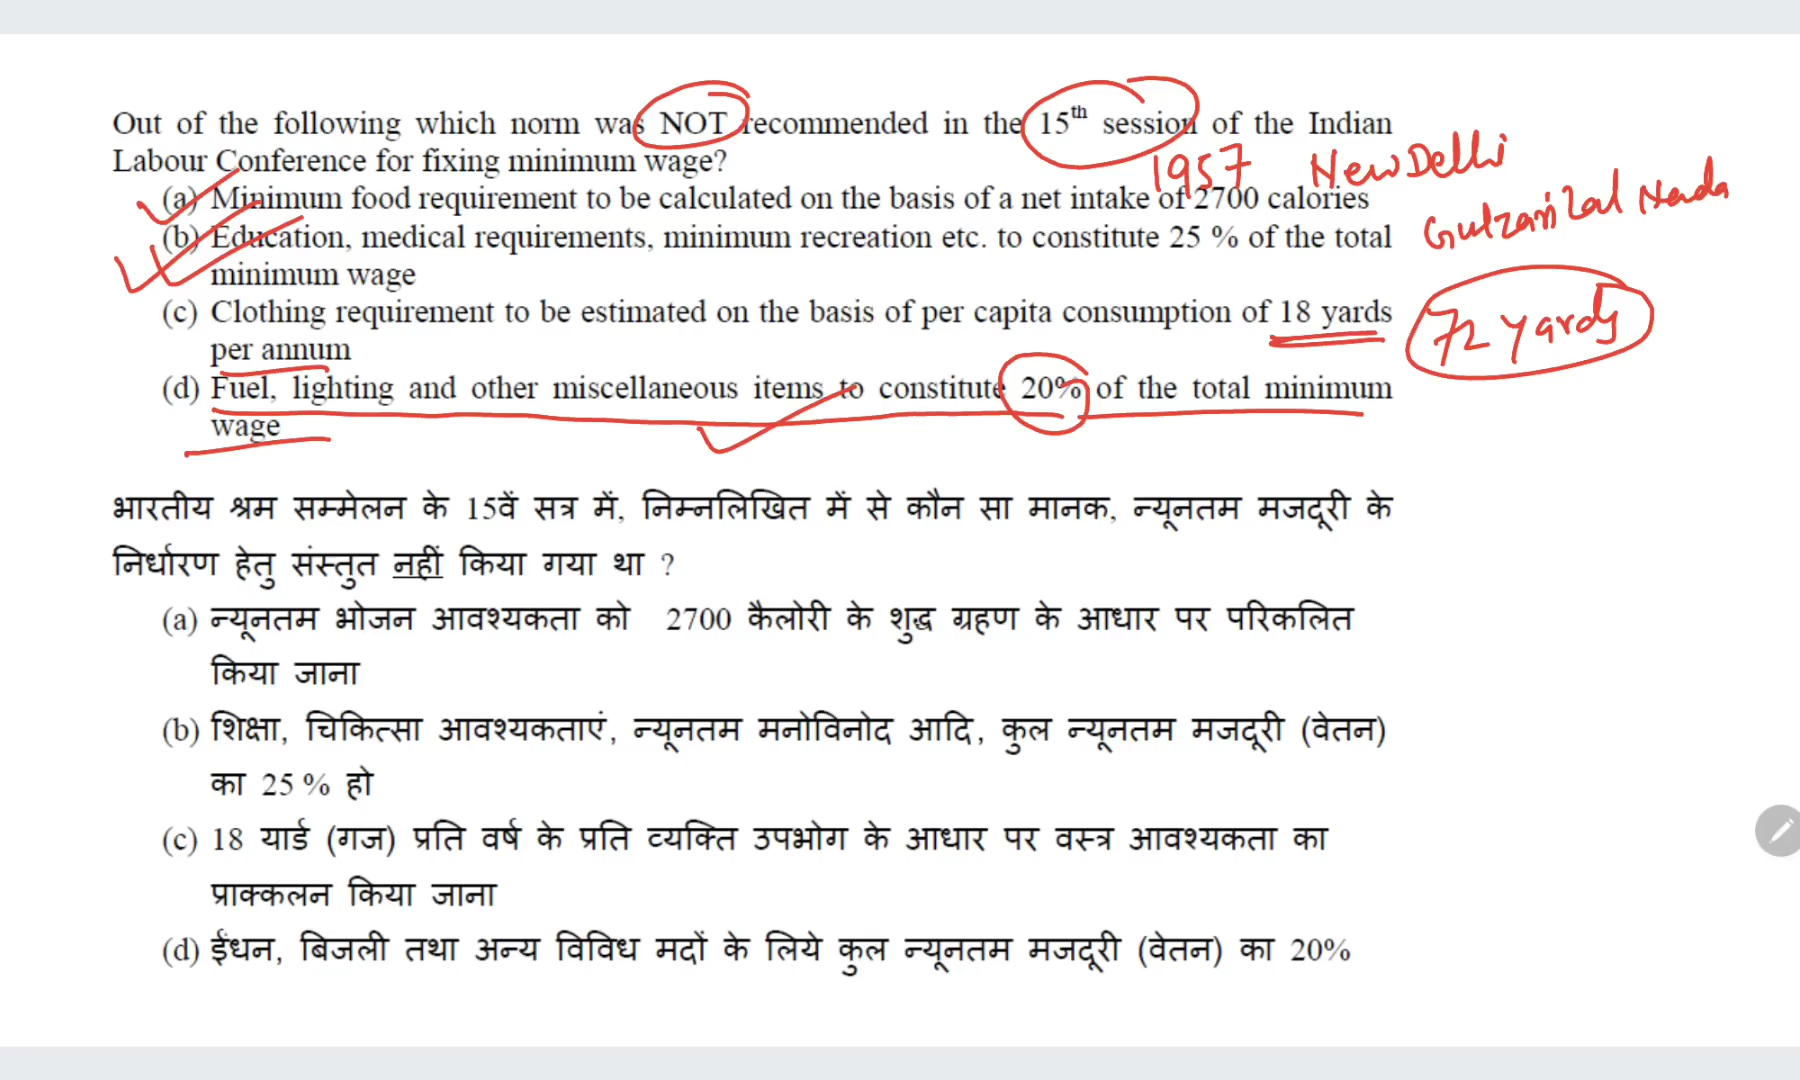 Out of the following which norm was NOT recommended in the 15th session of the Indian
Labour Conference for fixing minimum wage?
1957 New Delhi
(a) Minimum food requirement to be calculated on the basis of a net intake of 2700 calories
Gulzarilal Nanda
(b) Education, medical requirements, minimum recreation etc. to constitute 25 % of the total
minimum wage
(c) Clothing requirement to be estimated on the basis of per capita consumption of 18 yards
72 yards
per annum
(d) Fuel, lighting and other miscellaneous items to constitute 20% of the total minimum
wage
भारतीय श्रम सम्मेलन के 15वें सत्र में, निम्नलिखित में से कौन सा मानक, न्यूनतम मजदूरी के
निर्धारण हेतु संस्तुत नहीं किया गया था ?
(a) न्यूनतम भोजन आवश्यकता को 2700 कैलोरी के शुद्ध ग्रहण के आधार पर परिकलित
किया जाना
(b) शिक्षा, चिकित्सा आवश्यकताएं, न्यूनतम मनोविनोद आदि, कुल न्यूनतम मजदूरी (वेतन)
का 25 % हो
(c) 18 यार्ड (गज) प्रति वर्ष के प्रति व्यक्ति उपभोग के आधार पर वस्त्र आवश्यकता का
प्राक्कलन किया जाना
(d) ईंधन, बिजली तथा अन्य विविध मदों के लिये कुल न्यूनतम मजदूरी (वेतन) का 20%